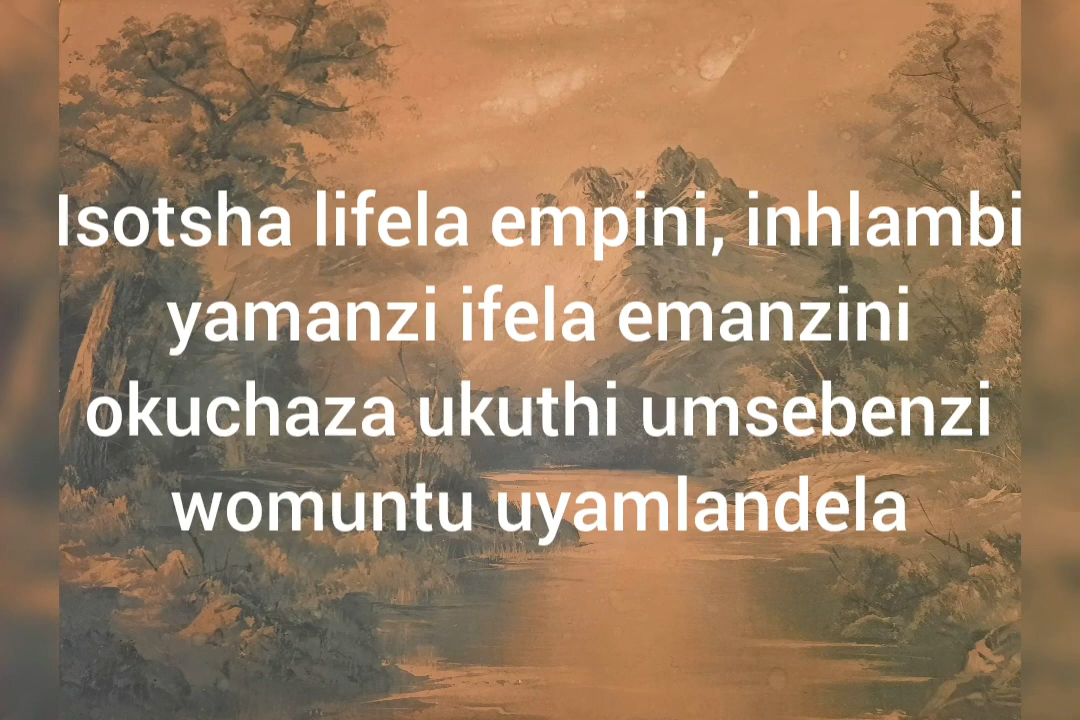 Isotsha lifela empini, inhlambi
yamanzi ifela emanzini
okuchaza ukuthi umsebenzi
womuntu uyamlandela